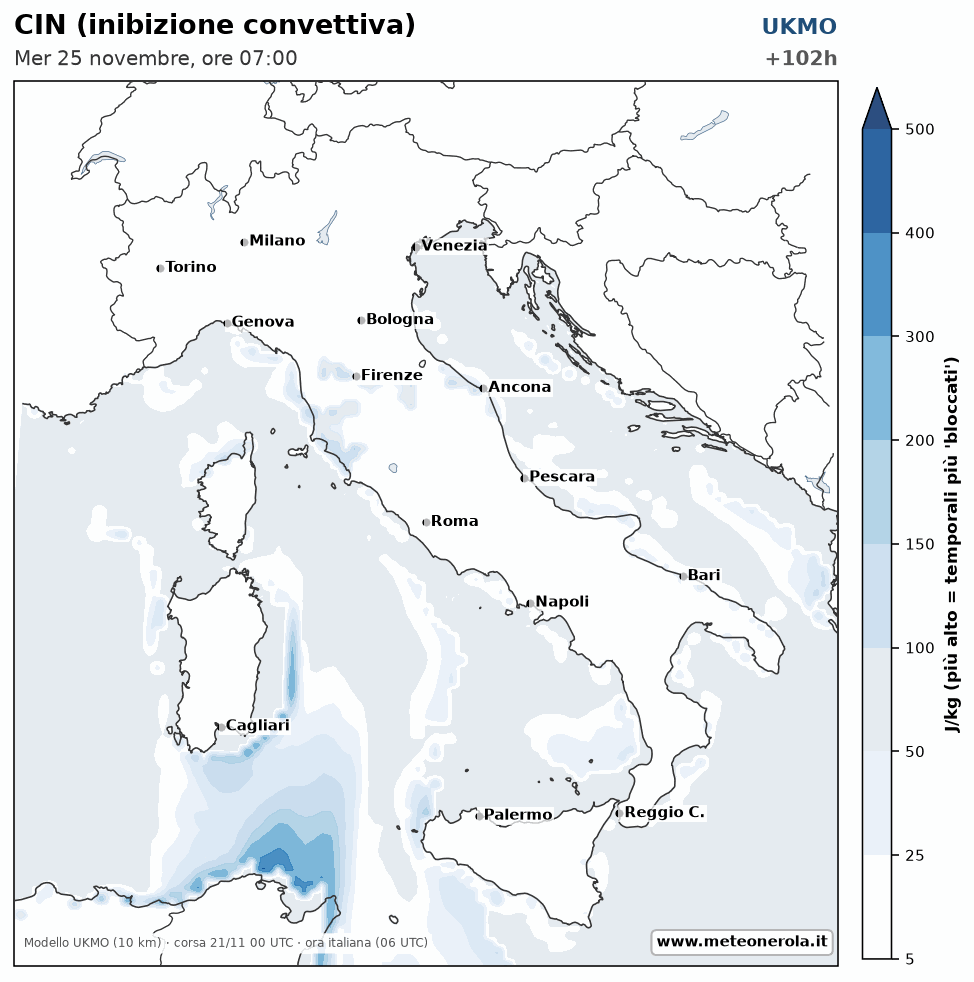 CIN (inibizione convettiva)
UKMO
Mer 25 novembre, ore 07:00
+102h
Milano
Venezia
Torino
Genova
Bologna
Firenze
Ancona
Pescara
Roma
Bari
Napoli
Cagliari
Palermo
Reggio C.
Modello UKMO (10 km) · corsa 21/11 00 UTC · ora italiana (06 UTC)
www.meteonerola.it
500
400
300
200
150
100
50
25
5
J/kg (più alto = temporali più 'bloccati')